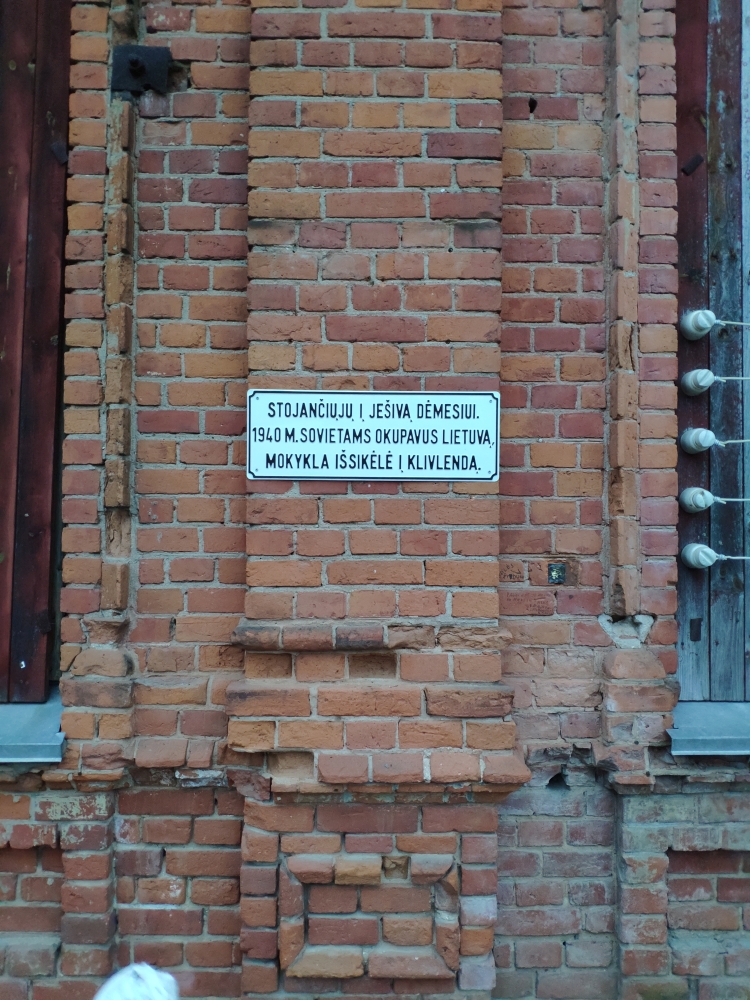 STOJANČIŲJŲ Į JEŠIVĄ DĖMESIUI.
1940 M. SOVIETAMS OKUPAVUS LIETUVĄ,
MOKYKLA IŠSIKĖLĖ Į KLIVLENDĄ.